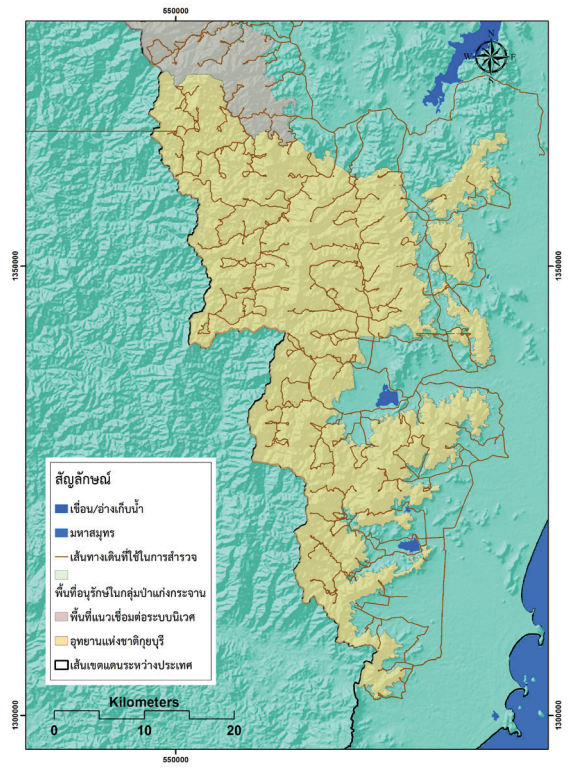 650000
N
W
E
S
1350000
1350000
สัญลักษณ์
เขื่อน/อ่างเก็บน้ำ
มหาสมุทร
เส้นทางเดินที่ใช้ในการสำรวจ
พื้นที่อนุรักษ์ในกลุ่มป่าแก่งกระจาน
พื้นที่แนวเชื่อมต่อระบบนิเวศ
อุทยานแห่งชาติกุยบุรี
เส้นเขตแดนระหว่างประเทศ
Kilometers
0 10 20
1300000
1300000
550000